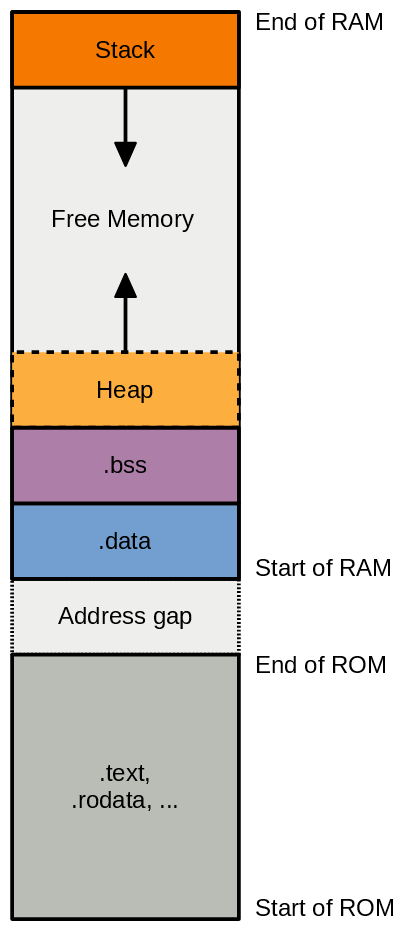 End of RAM
Stack
Free Memory
Heap
.bss
.data
Start of RAM
Address gap
End of ROM
.text,
.rodata, ...
Start of ROM